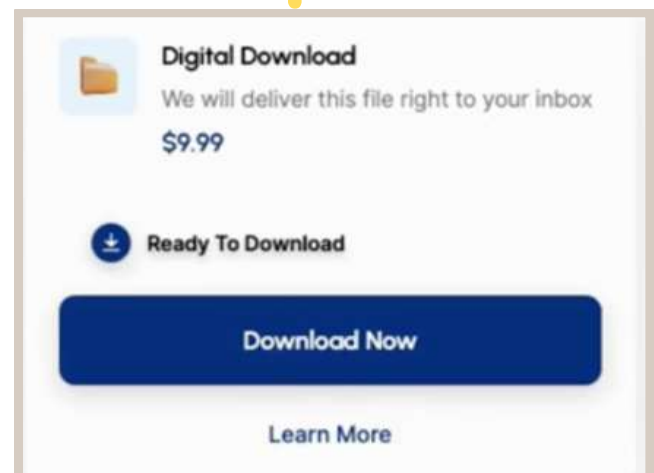 Digital Download
We will deliver this file right to your inbox
$9.99
Ready To Download
Download Now
Learn More